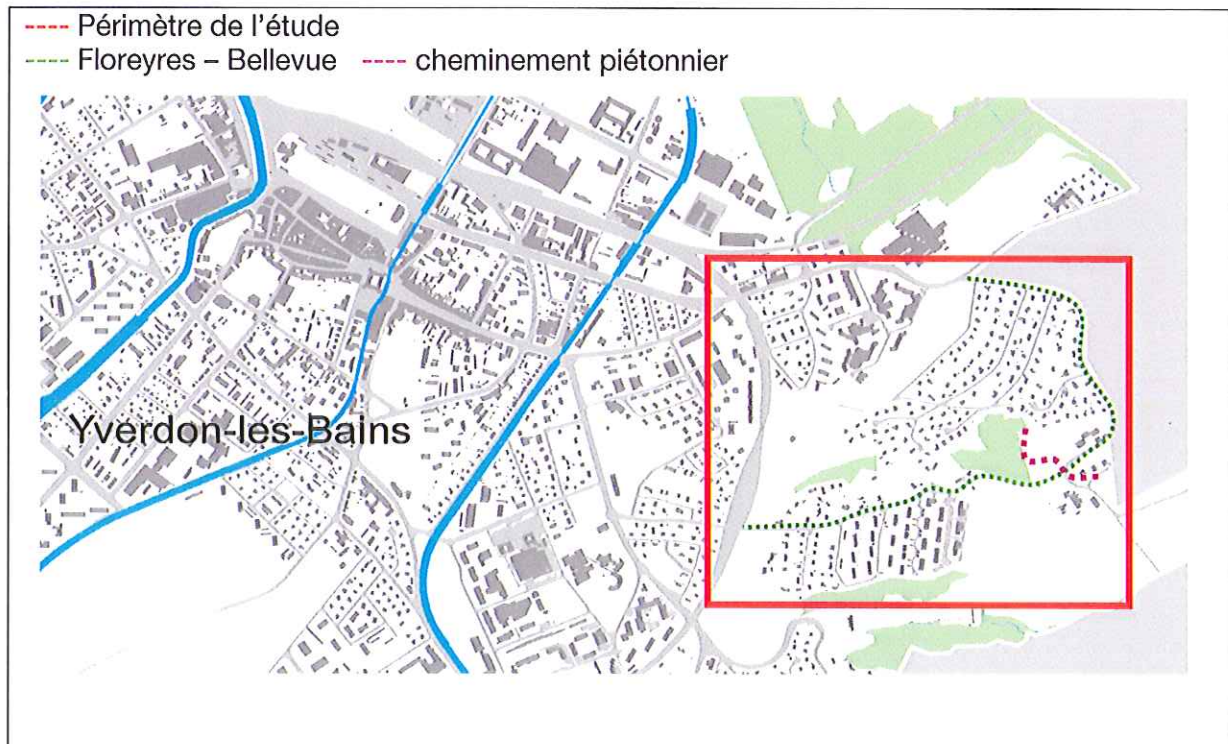 Périmètre de l'étude
Floreyres – Bellevue cheminement piétonnier
Yverdon-les-Bains